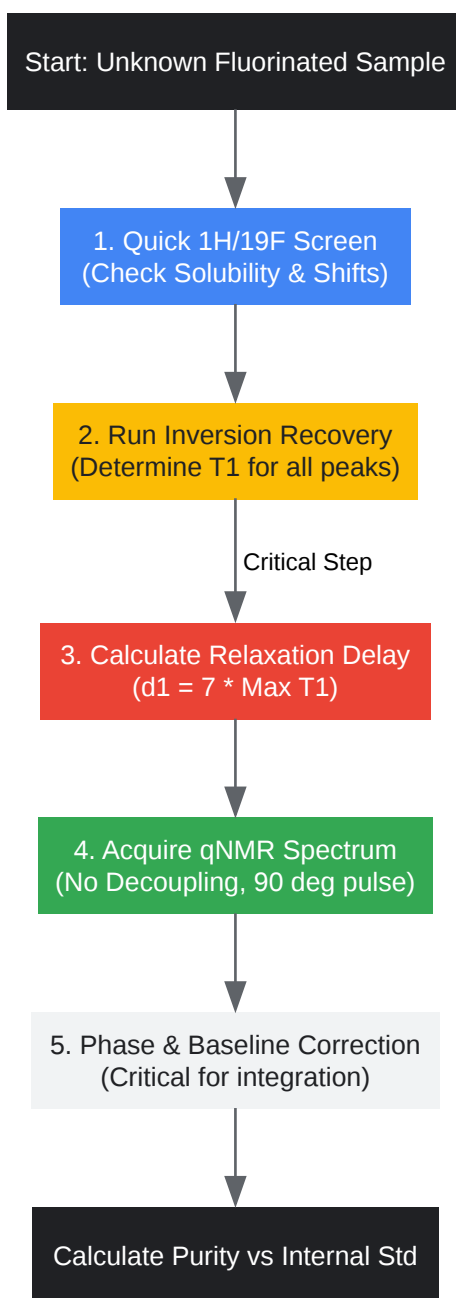 Start: Unknown Fluorinated Sample
1. Quick 1H/19F Screen
(Check Solubility & Shifts)
2. Run Inversion Recovery
(Determine T1 for all peaks)
Critical Step
3. Calculate Relaxation Delay
(d1 = 7 * Max T1)
4. Acquire qNMR Spectrum
(No Decoupling, 90 deg pulse)
5. Phase & Baseline Correction
(Critical for integration)
Calculate Purity vs Internal Std